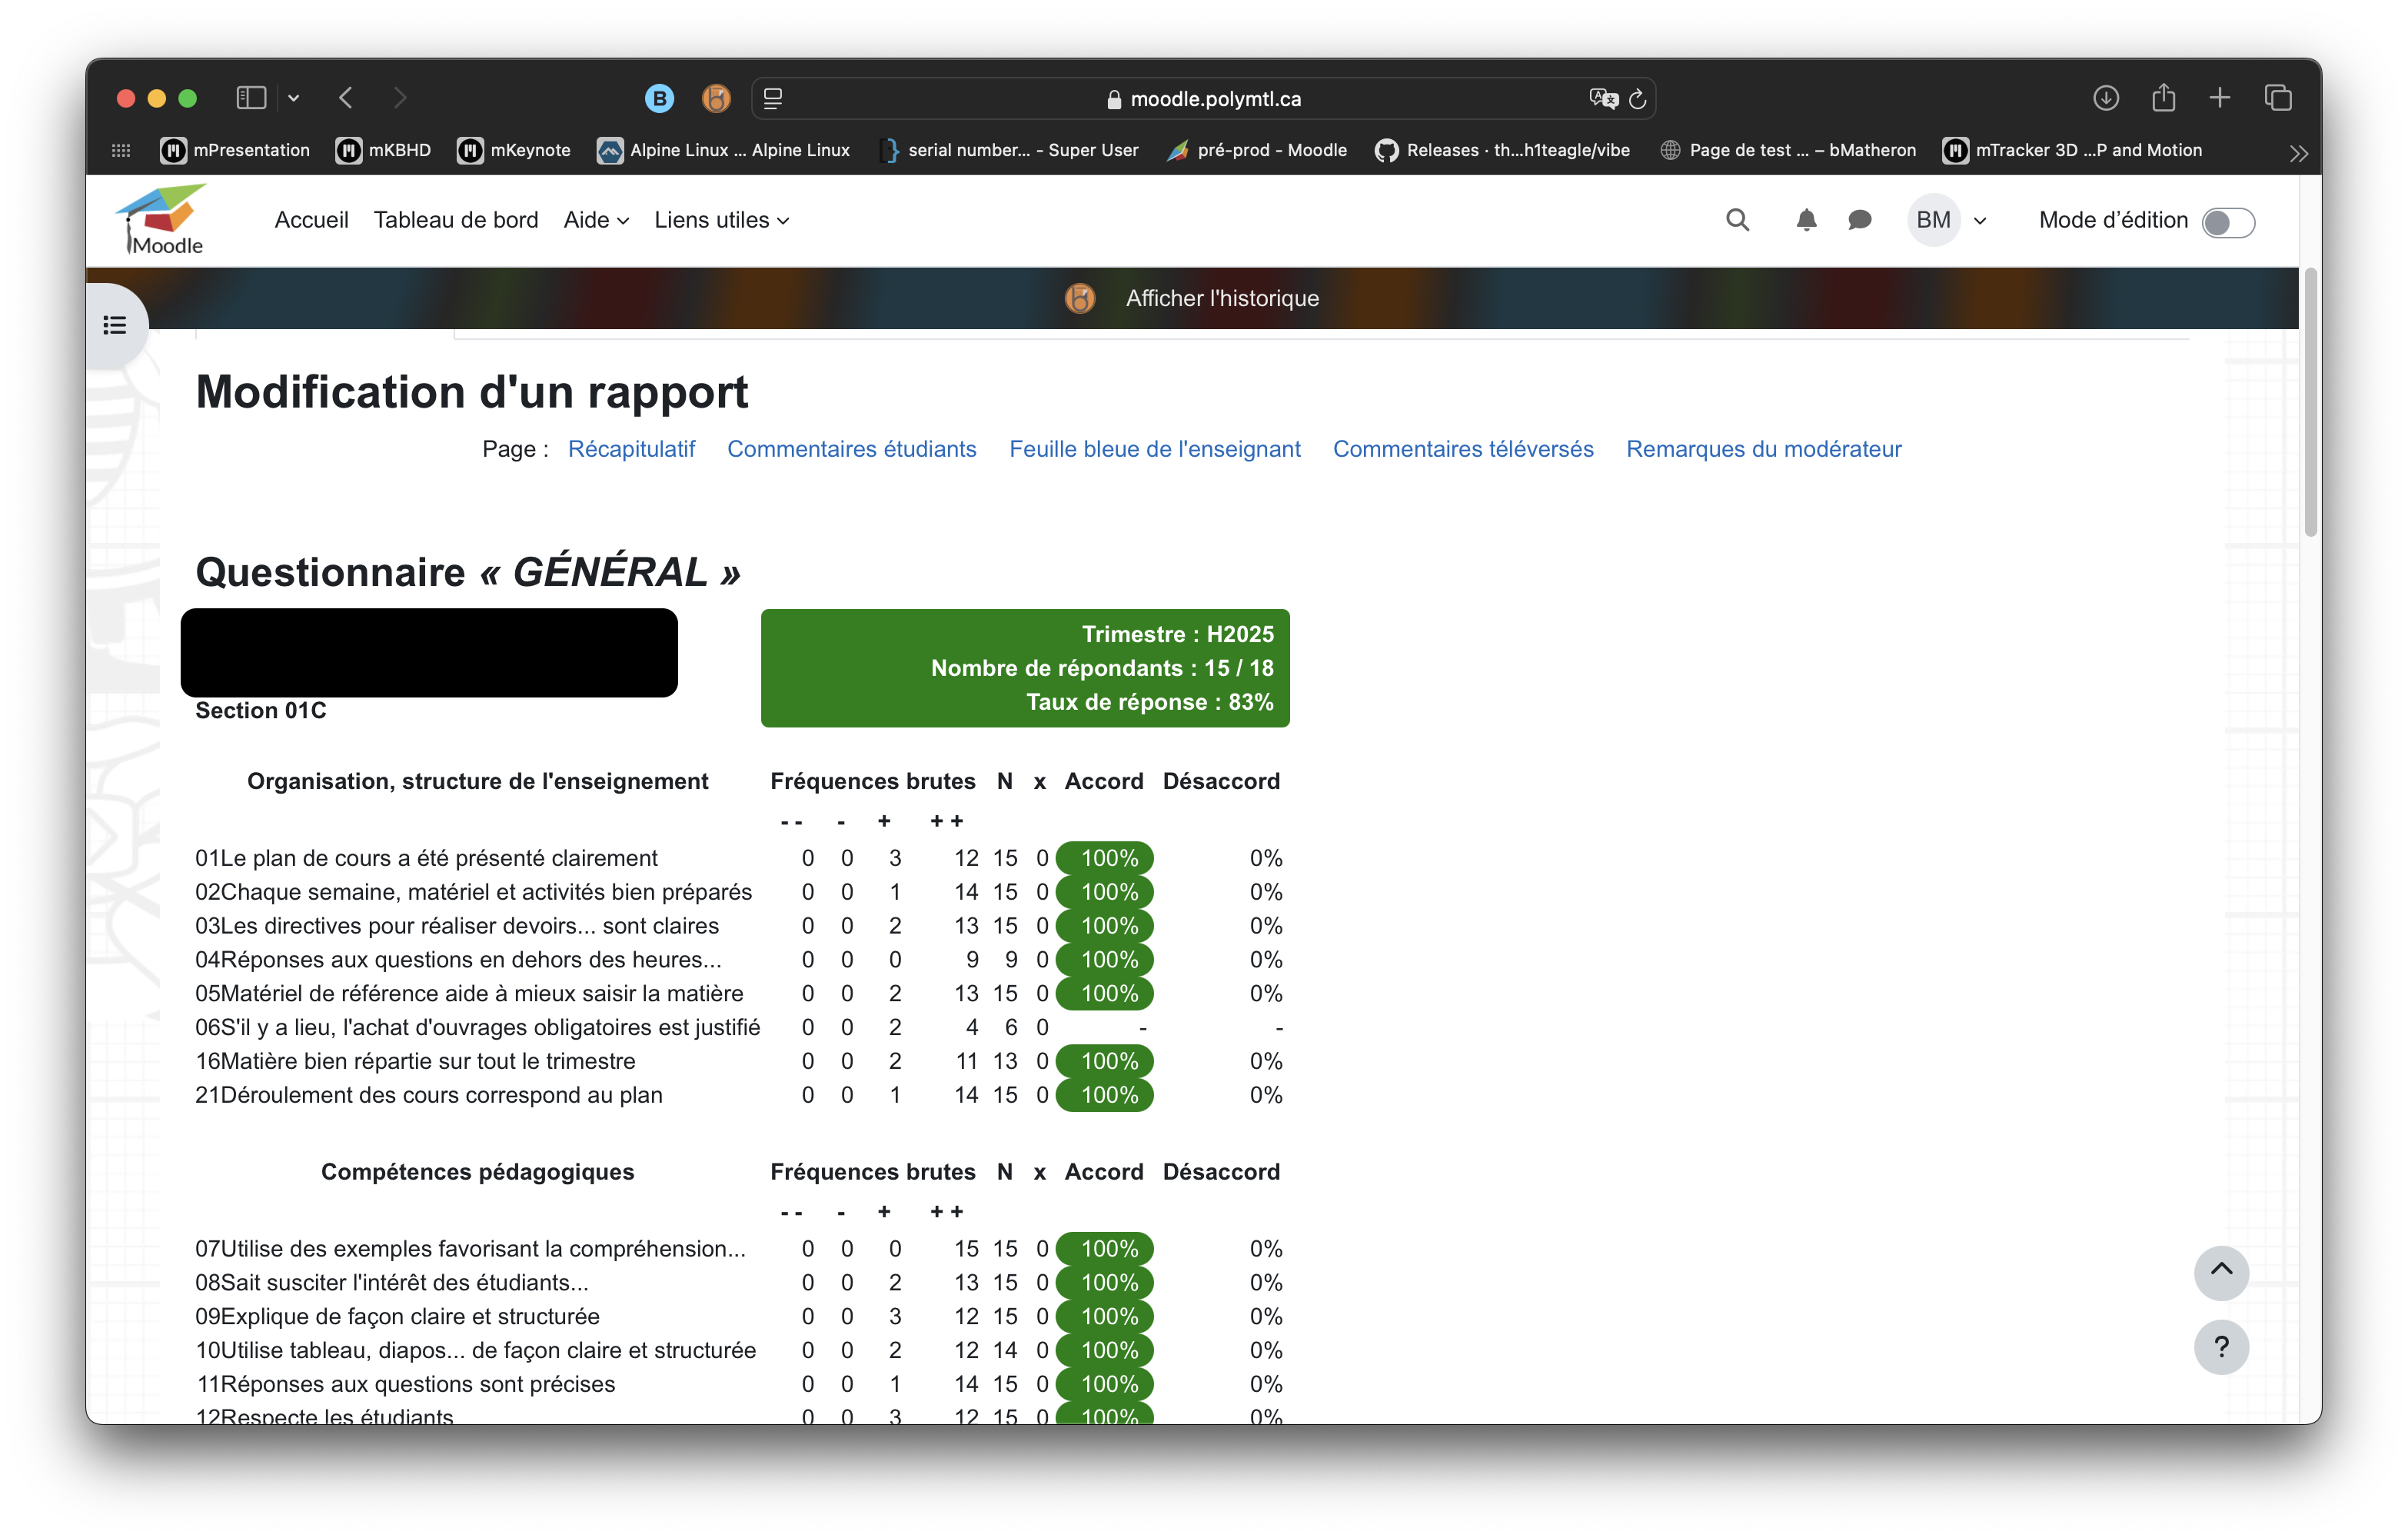 B
moodle.polymtl.ca
mPresentation mKBHD mKeynote Alpine Linux ... Alpine Linux serial number... - Super User pré-prod - Moodle Releases · th...h1teagle/vibe Page de test ... – bMatheron mTracker 3D ...P and Motion
Moodle Accueil Tableau de bord Aide Liens utiles BM Mode d’édition
Afficher l'historique
Modification d'un rapport
Page : Récapitulatif Commentaires étudiants Feuille bleue de l'enseignant Commentaires téléversés Remarques du modérateur
Questionnaire « GÉNÉRAL »
Trimestre : H2025
Nombre de répondants : 15 / 18
Taux de réponse : 83%
Section 01C
Organisation, structure de l'enseignement Fréquences brutes N x Accord Désaccord
- - - + + +
01Le plan de cours a été présenté clairement 0 0 3 12 15 0 100% 0%
02Chaque semaine, matériel et activités bien préparés 0 0 1 14 15 0 100% 0%
03Les directives pour réaliser devoirs... sont claires 0 0 2 13 15 0 100% 0%
04Réponses aux questions en dehors des heures... 0 0 0 9 9 0 100% 0%
05Matériel de référence aide à mieux saisir la matière 0 0 2 13 15 0 100% 0%
06S'il y a lieu, l'achat d'ouvrages obligatoires est justifié 0 0 2 4 6 0 - -
16Matière bien répartie sur tout le trimestre 0 0 2 11 13 0 100% 0%
21Déroulement des cours correspond au plan 0 0 1 14 15 0 100% 0%
Compétences pédagogiques Fréquences brutes N x Accord Désaccord
- - - + + +
07Utilise des exemples favorisant la compréhension... 0 0 0 15 15 0 100% 0%
08Sait susciter l'intérêt des étudiants... 0 0 2 13 15 0 100% 0%
09Explique de façon claire et structurée 0 0 3 12 15 0 100% 0%
10Utilise tableau, diapos... de façon claire et structurée 0 0 2 12 14 0 100% 0%
11Réponses aux questions sont précises 0 0 1 14 15 0 100% 0%
12Respecte les étudiants 0 0 3 12 15 0 100% 0%
?